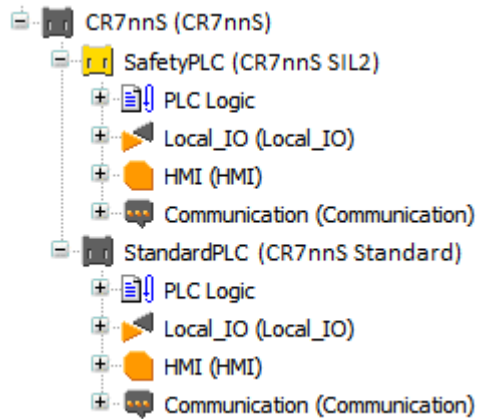 CR7nnS (CR7nnS)
SafetyPLC (CR7nnS SIL2)
PLC Logic
Local_IO (Local_IO)
HMI (HMI)
Communication (Communication)
StandardPLC (CR7nnS Standard)
PLC Logic
Local_IO (Local_IO)
HMI (HMI)
Communication (Communication)